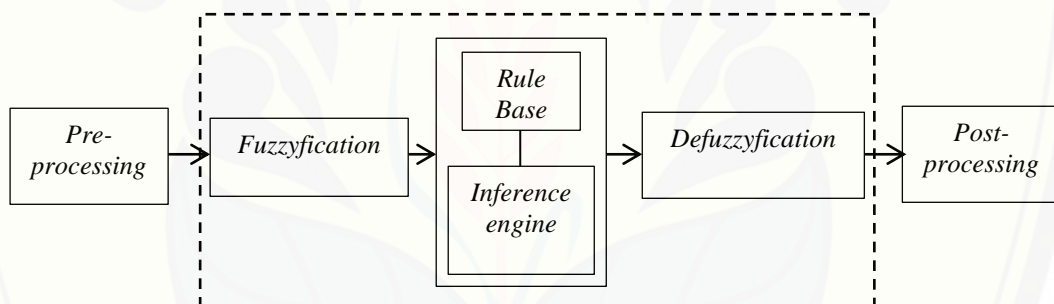 Pre-
processing
Fuzzyfication
Rule
Base
Inference
engine
Defuzzyfication
Post-
processing